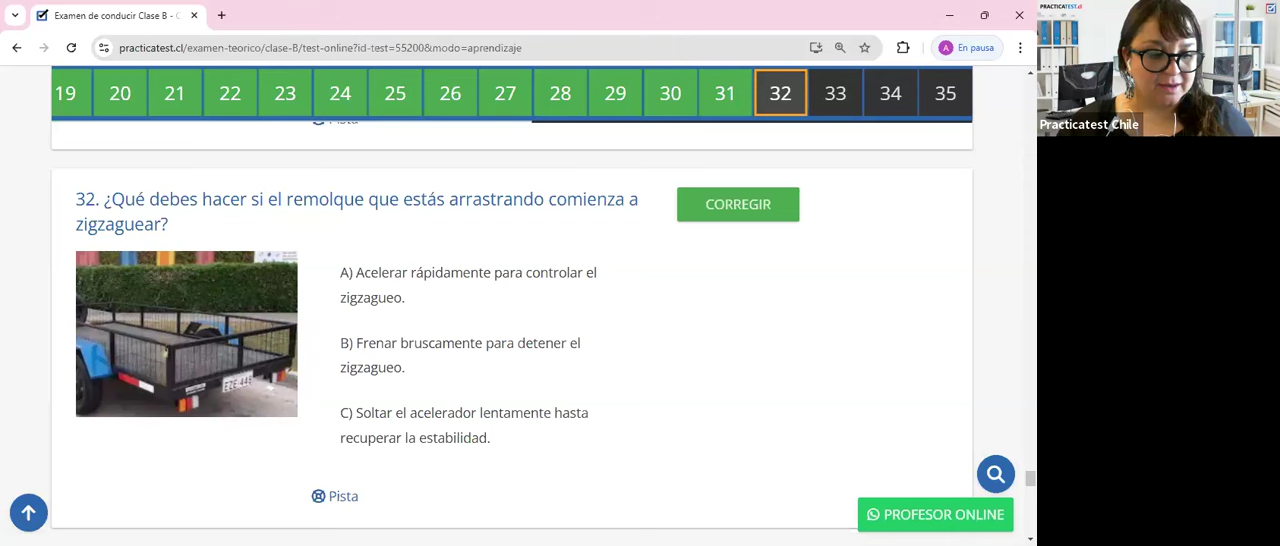 Examen de conducir Clase B - C
practicatest.cl/examen-teorico/clase-B/test-online?id-test=55200&modo=aprendizaje
A En pausa
19 20 21 22 23 24 25 26 27 28 29 30 31 32 33 34 35
PRACTICATEST.cl
Practicatest Chile
Pista
32. ¿Qué debes hacer si el remolque que estás arrastrando comienza a
zigzaguear?
CORREGIR
A) Acelerar rápidamente para controlar el
zigzagueo.
B) Frenar bruscamente para detener el
zigzagueo.
C) Soltar el acelerador lentamente hasta
recuperar la estabilidad.
Pista
PROFESOR ONLINE